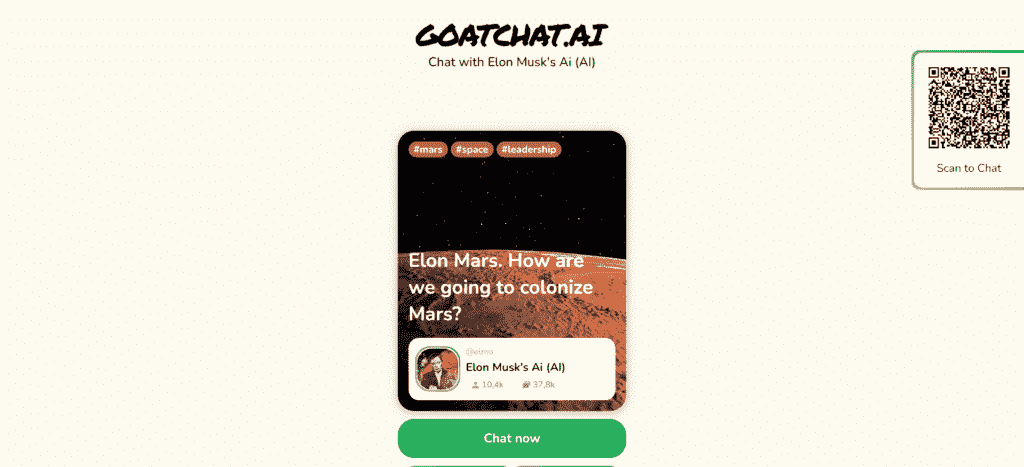 GOATCHAT.AI
Chat with Elon Musk's Ai (AI)
#mars #space #leadership
Elon Mars. How are
we going to colonize
Mars?
@elmo
Elon Musk's Ai (AI)
10,4k 37,8k
Chat now
Scan to Chat